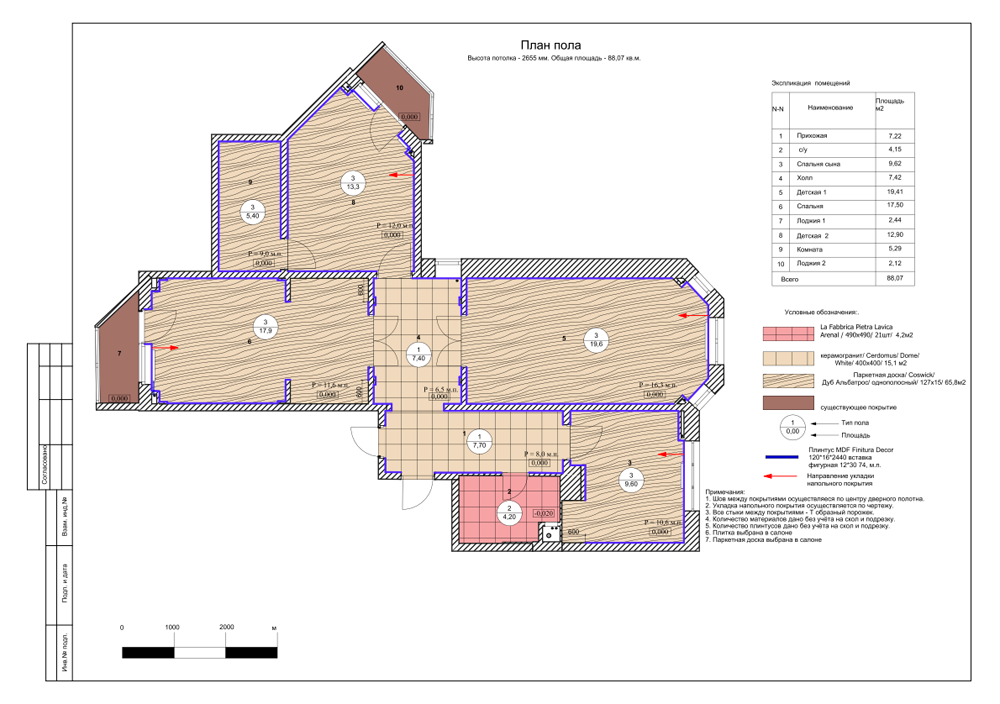 План пола
Высота потолка - 2655 мм. Общая площадь - 88,07 кв.м.
Экспликация помещений
N-N Наименование Площадь м2
1 Прихожая 7,22
2 с/у 4,15
3 Спальня сына 9,62
4 Холл 7,42
5 Детская 1 19,41
6 Спальня 17,50
7 Лоджия 1 2,44
8 Детская 2 12,90
9 Комната 5,29
10 Лоджия 2 2,12
Всего 88,07
Условные обозначения:.
La Fabbrica Pietra Lavica
Arenal / 490x490/ 21шт/ 4,2м2
керамогранит/ Cerdomus/ Dome/
White/ 400x400/ 15,1 м2
Паркетная доска/ Coswick/
Дуб Альбатрос/ однополосный/ 127x15/ 65,8м2
существующее покрытие
1
0,00
Тип пола
Площадь
Плинтус MDF Finitura Decor
120*16*2440 вставка
фигурная 12*30 74, м.п.
Направление укладки
напольного покрытия
Примечания:
1. Шов между покрытиями осуществляеся по центру дверного полотна.
2. Укладка напольного покрытия осуществляется по чертежу.
3. Все стыки между покрытиями - Т образный порожек.
4. Количество материалов дано без учёта на скол и подрезку.
5. Количество плинтусов дано без учёта на скол и подрезку.
6. Плитка выбрана в салоне
7. Паркетная доска выбрана в салоне
10
0,000
3
13,3
8
P = 12,0 м.п.
0,000
9
3
5,40
P = 9,0 м.п.
0,000
3
17,9
6
600
P = 11,6 м.п.
0,000
600
7
0,000
4
1
7,40
P = 6,5 м.п.
0,000
5
3
19,6
P = 16,3 м.п.
0,000
1
1
7,70
P = 8,0 м.п.
0,000
2
2
4,20
-0,020
3
3
9,60
P = 10,6 м.п.
0,000
600
Согласовано
Взам. инд.№
Подп. и дата
Инв.№ подл.
0 1000 2000 м